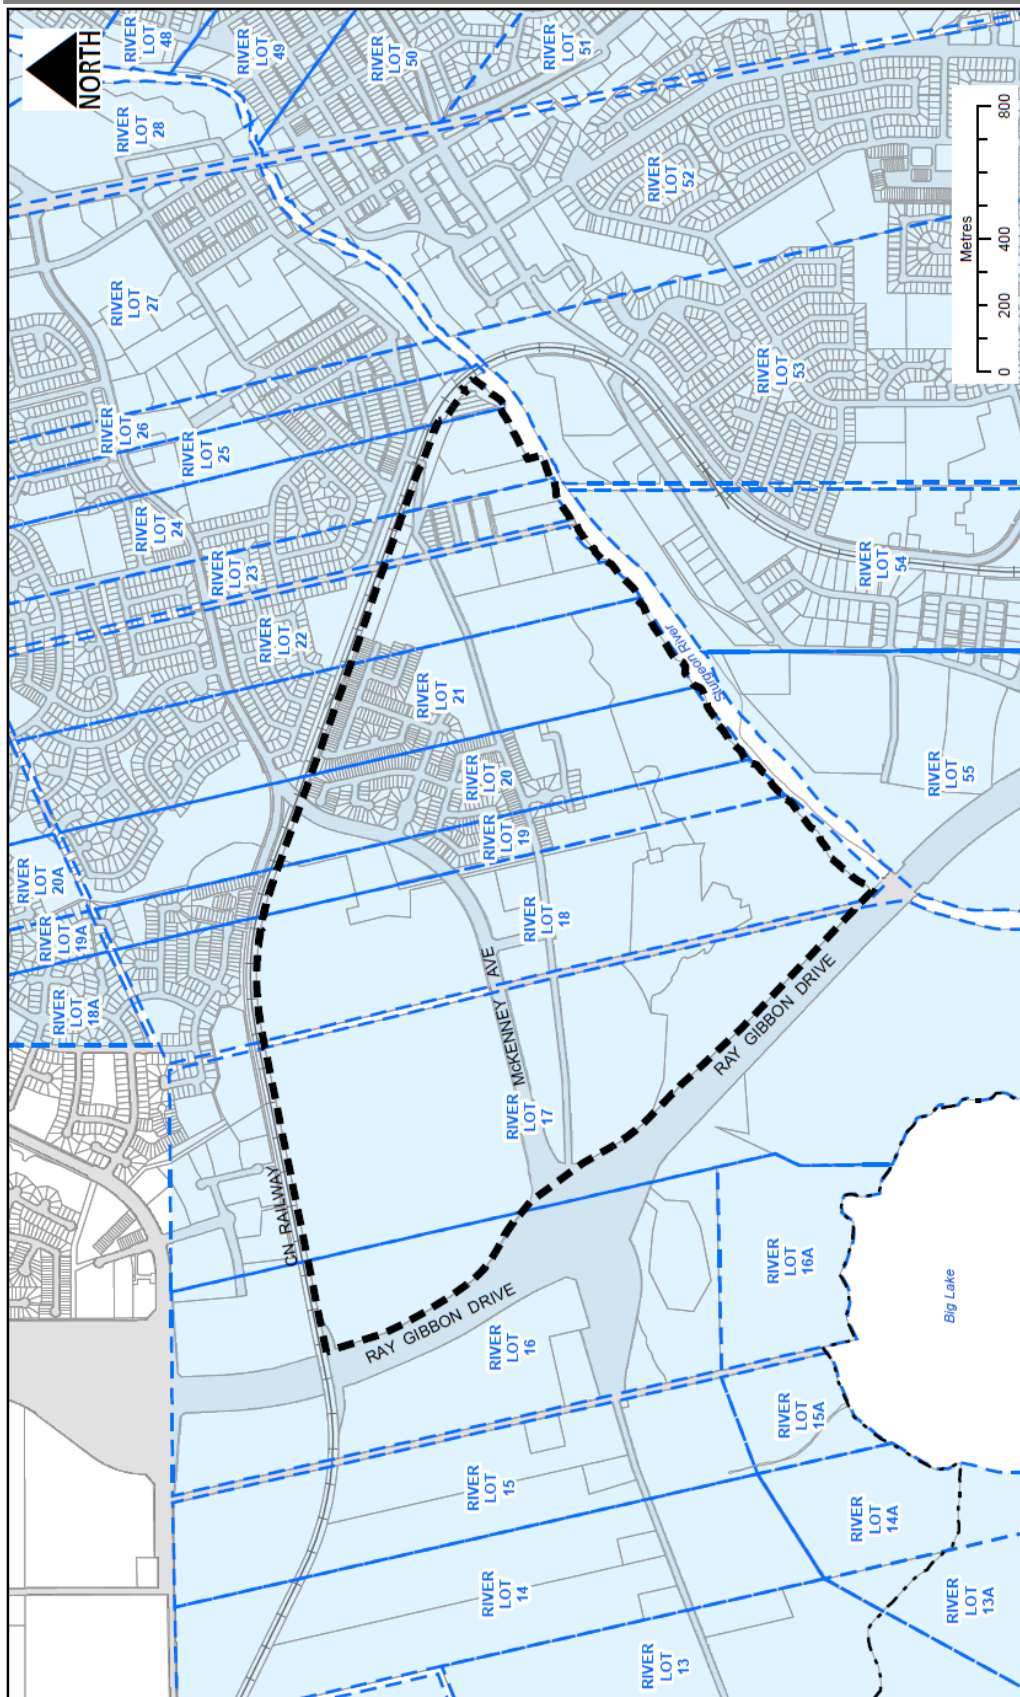 NORTH
RIVER
LOT
48
RIVER
LOT
49
RIVER
LOT
50
RIVER
LOT
51
RIVER
LOT
28
RIVER
LOT
52
RIVER
LOT
27
Metres
0 200 400 800
RIVER
LOT
53
RIVER
LOT
26
RIVER
LOT
25
RIVER
LOT
24
RIVER
LOT
23
RIVER
LOT
22
RIVER
LOT
54
RIVER
LOT
21
Sturgeon River
RIVER
LOT
20
RIVER
LOT
55
RIVER
LOT
19
RIVER
LOT
20A
RIVER
LOT
19A
RIVER
LOT
18
RIVER
LOT
18A
McKENNEY AVE
RAY GIBBON DRIVE
RIVER
LOT
17
CN RAILWAY
RIVER
LOT
16A
Big Lake
RAY GIBBON DRIVE
RIVER
LOT
16
RIVER
LOT
15A
RIVER
LOT
15
RIVER
LOT
14A
RIVER
LOT
14
RIVER
LOT
13A
RIVER
LOT
13